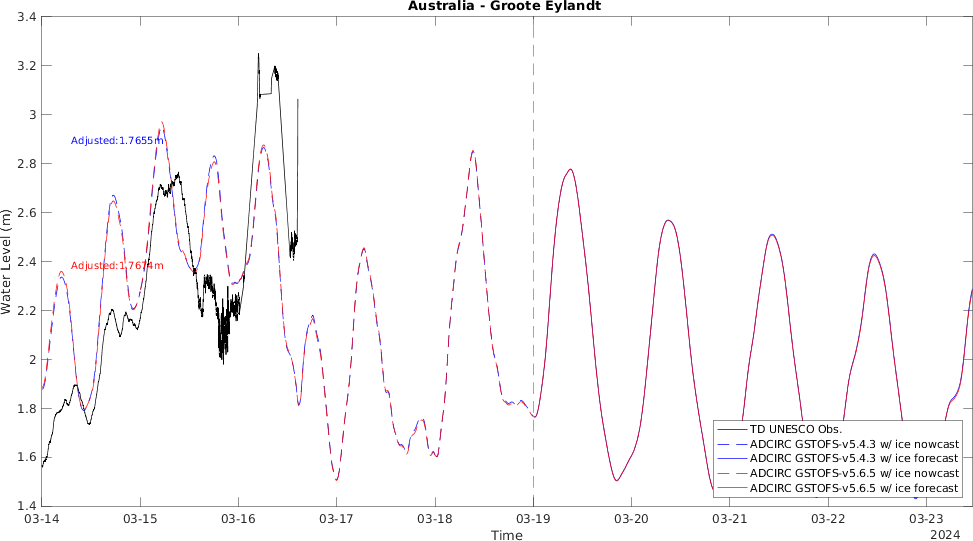 Australia - Groote Eylandt
3.4
3.2
3
2.8
2.6
2.4
2.2
2
1.8
1.6
1.4
Water Level (m)
Adjusted:1.7655m
Adjusted:1.7674m
TD UNESCO Obs.
ADCIRC GSTOFS-v5.4.3 w/ ice nowcast
ADCIRC GSTOFS-v5.4.3 w/ ice forecast
ADCIRC GSTOFS-v5.6.5 w/ ice nowcast
ADCIRC GSTOFS-v5.6.5 w/ ice forecast
03-14 03-15 03-16 03-17 03-18 03-19 03-20 03-21 03-22 03-23
Time
2024